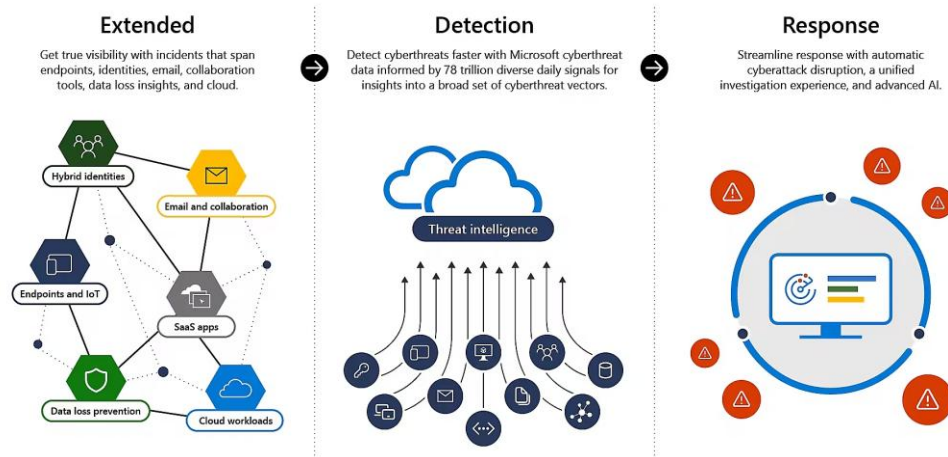 Extended
Get true visibility with incidents that span
endpoints, identities, email, collaboration
tools, data loss insights, and cloud.
Hybrid identities
Email and collaboration
Endpoints and IoT
SaaS apps
Data loss prevention
Cloud workloads
Detection
Detect cyberthreats faster with Microsoft cyberthreat
data informed by 78 trillion diverse daily signals for
insights into a broad set of cyberthreat vectors.
Threat intelligence
Response
Streamline response with automatic
cyberattack disruption, a unified
investigation experience, and advanced AI.